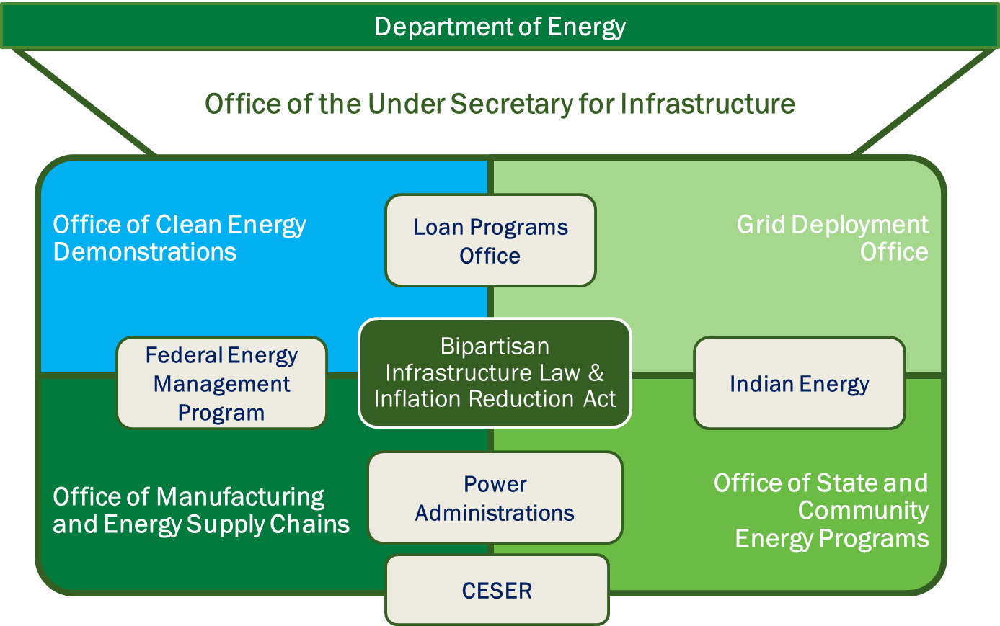 Department of Energy
Office of the Under Secretary for Infrastructure
Office of Clean Energy
Demonstrations
Loan Programs
Office
Grid Deployment
Office
Federal Energy
Management
Program
Bipartisan
Infrastructure Law &
Inflation Reduction Act
Indian Energy
Office of Manufacturing
and Energy Supply Chains
Power
Administrations
Office of State and
Community
Energy Programs
CESER